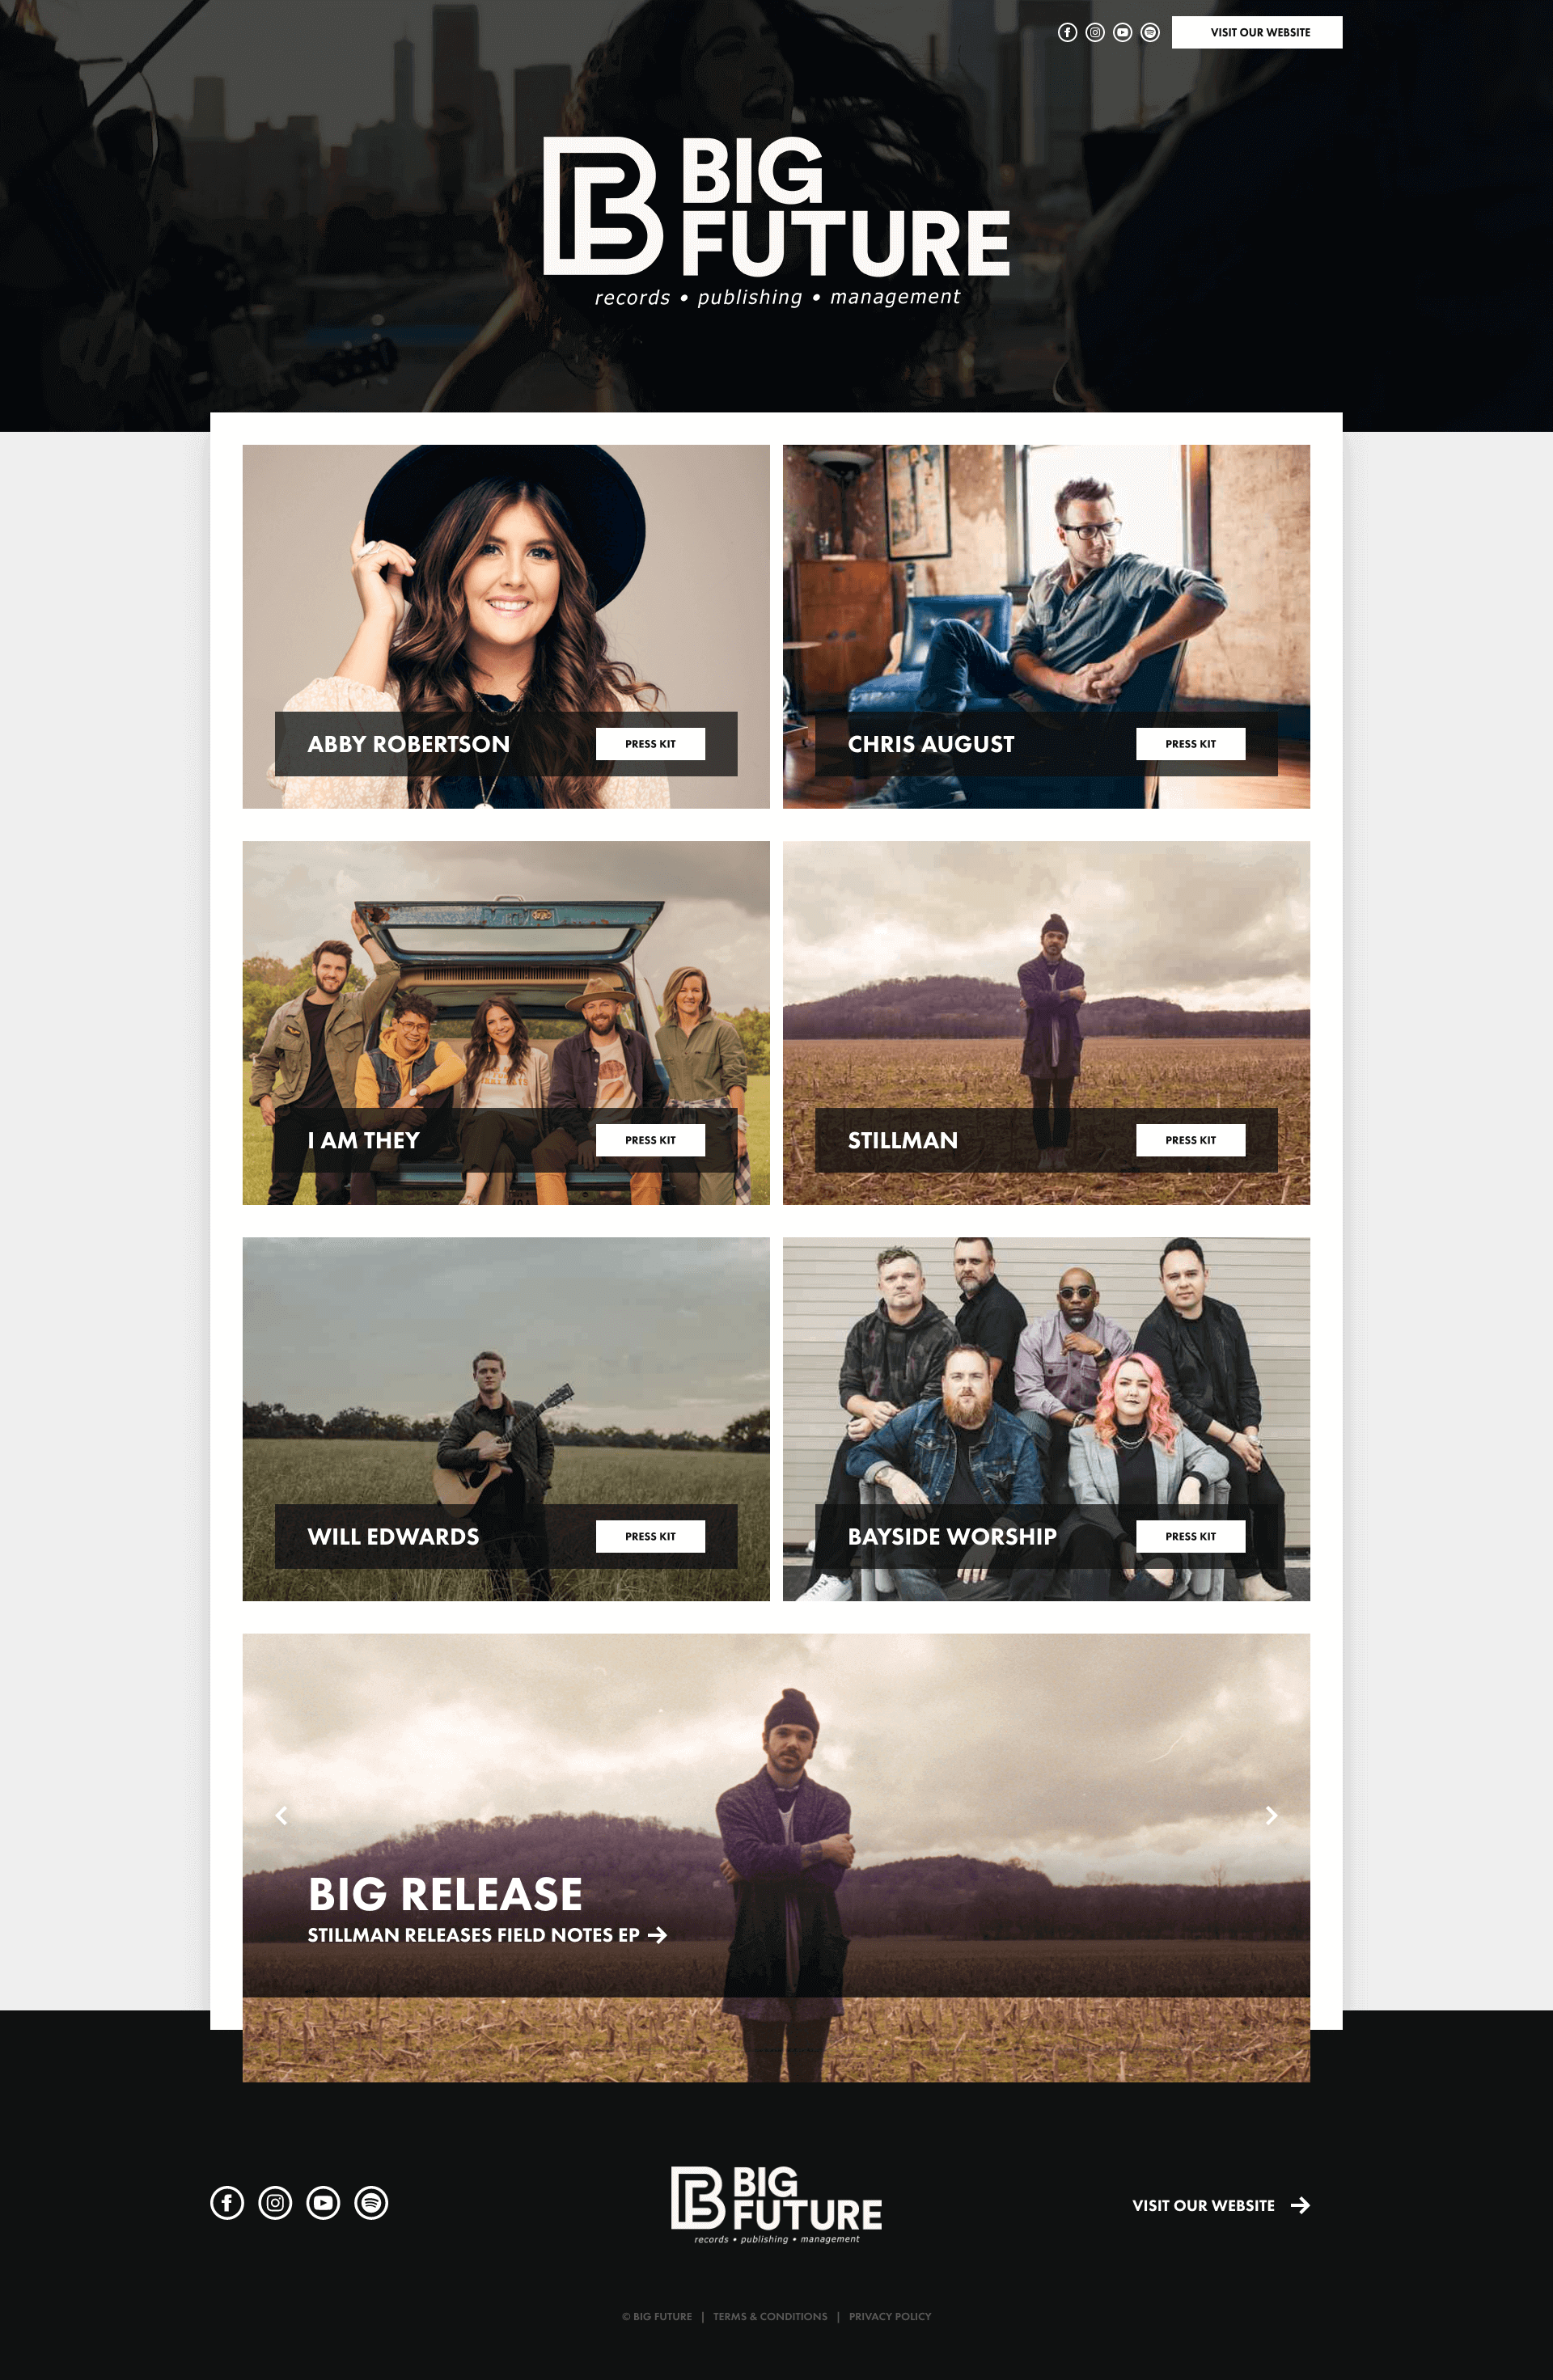 VISIT OUR WEBSITE
BIG
FUTURE
records • publishing • management
ABBY ROBERTSON
PRESS KIT
CHRIS AUGUST
PRESS KIT
I AM THEY
PRESS KIT
STILLMAN
PRESS KIT
WILL EDWARDS
PRESS KIT
BAYSIDE WORSHIP
PRESS KIT
BIG RELEASE
STILLMAN RELEASES FIELD NOTES EP
BIG
FUTURE
records • publishing • management
VISIT OUR WEBSITE
© BIG FUTURE | TERMS & CONDITIONS | PRIVACY POLICY